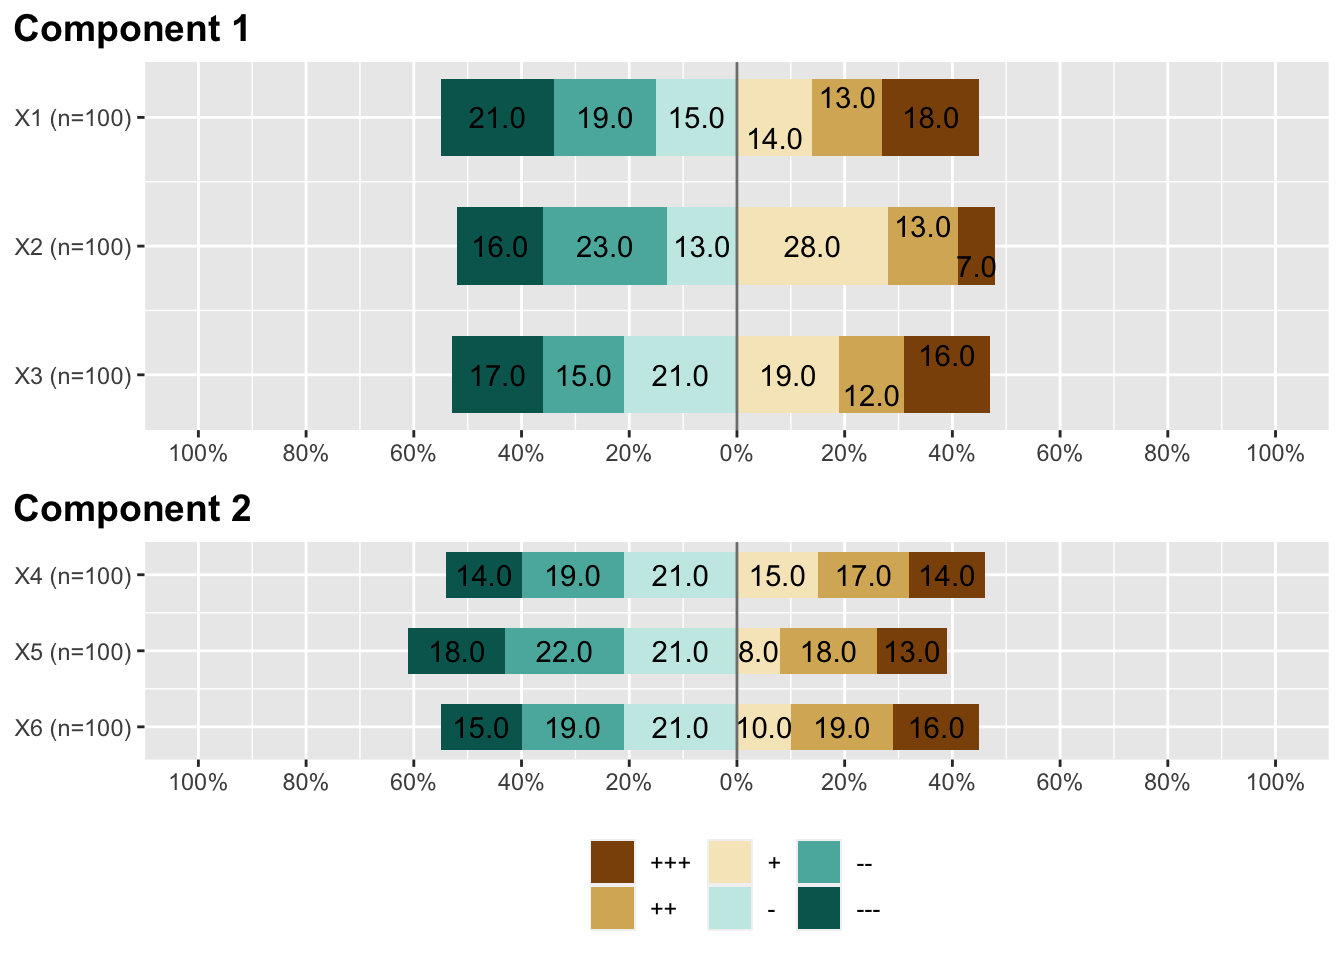 Component 1
X1 (n=100) 21.0 19.0 15.0 14.0 13.0 18.0
X2 (n=100) 16.0 23.0 13.0 28.0 13.0 7.0
X3 (n=100) 17.0 15.0 21.0 19.0 12.0 16.0
100% 80% 60% 40% 20% 0% 20% 40% 60% 80% 100%
Component 2
X4 (n=100) 14.0 19.0 21.0 15.0 17.0 14.0
X5 (n=100) 18.0 22.0 21.0 8.0 18.0 13.0
X6 (n=100) 15.0 19.0 21.0 10.0 19.0 16.0
100% 80% 60% 40% 20% 0% 20% 40% 60% 80% 100%
+++ + --
++ - ---